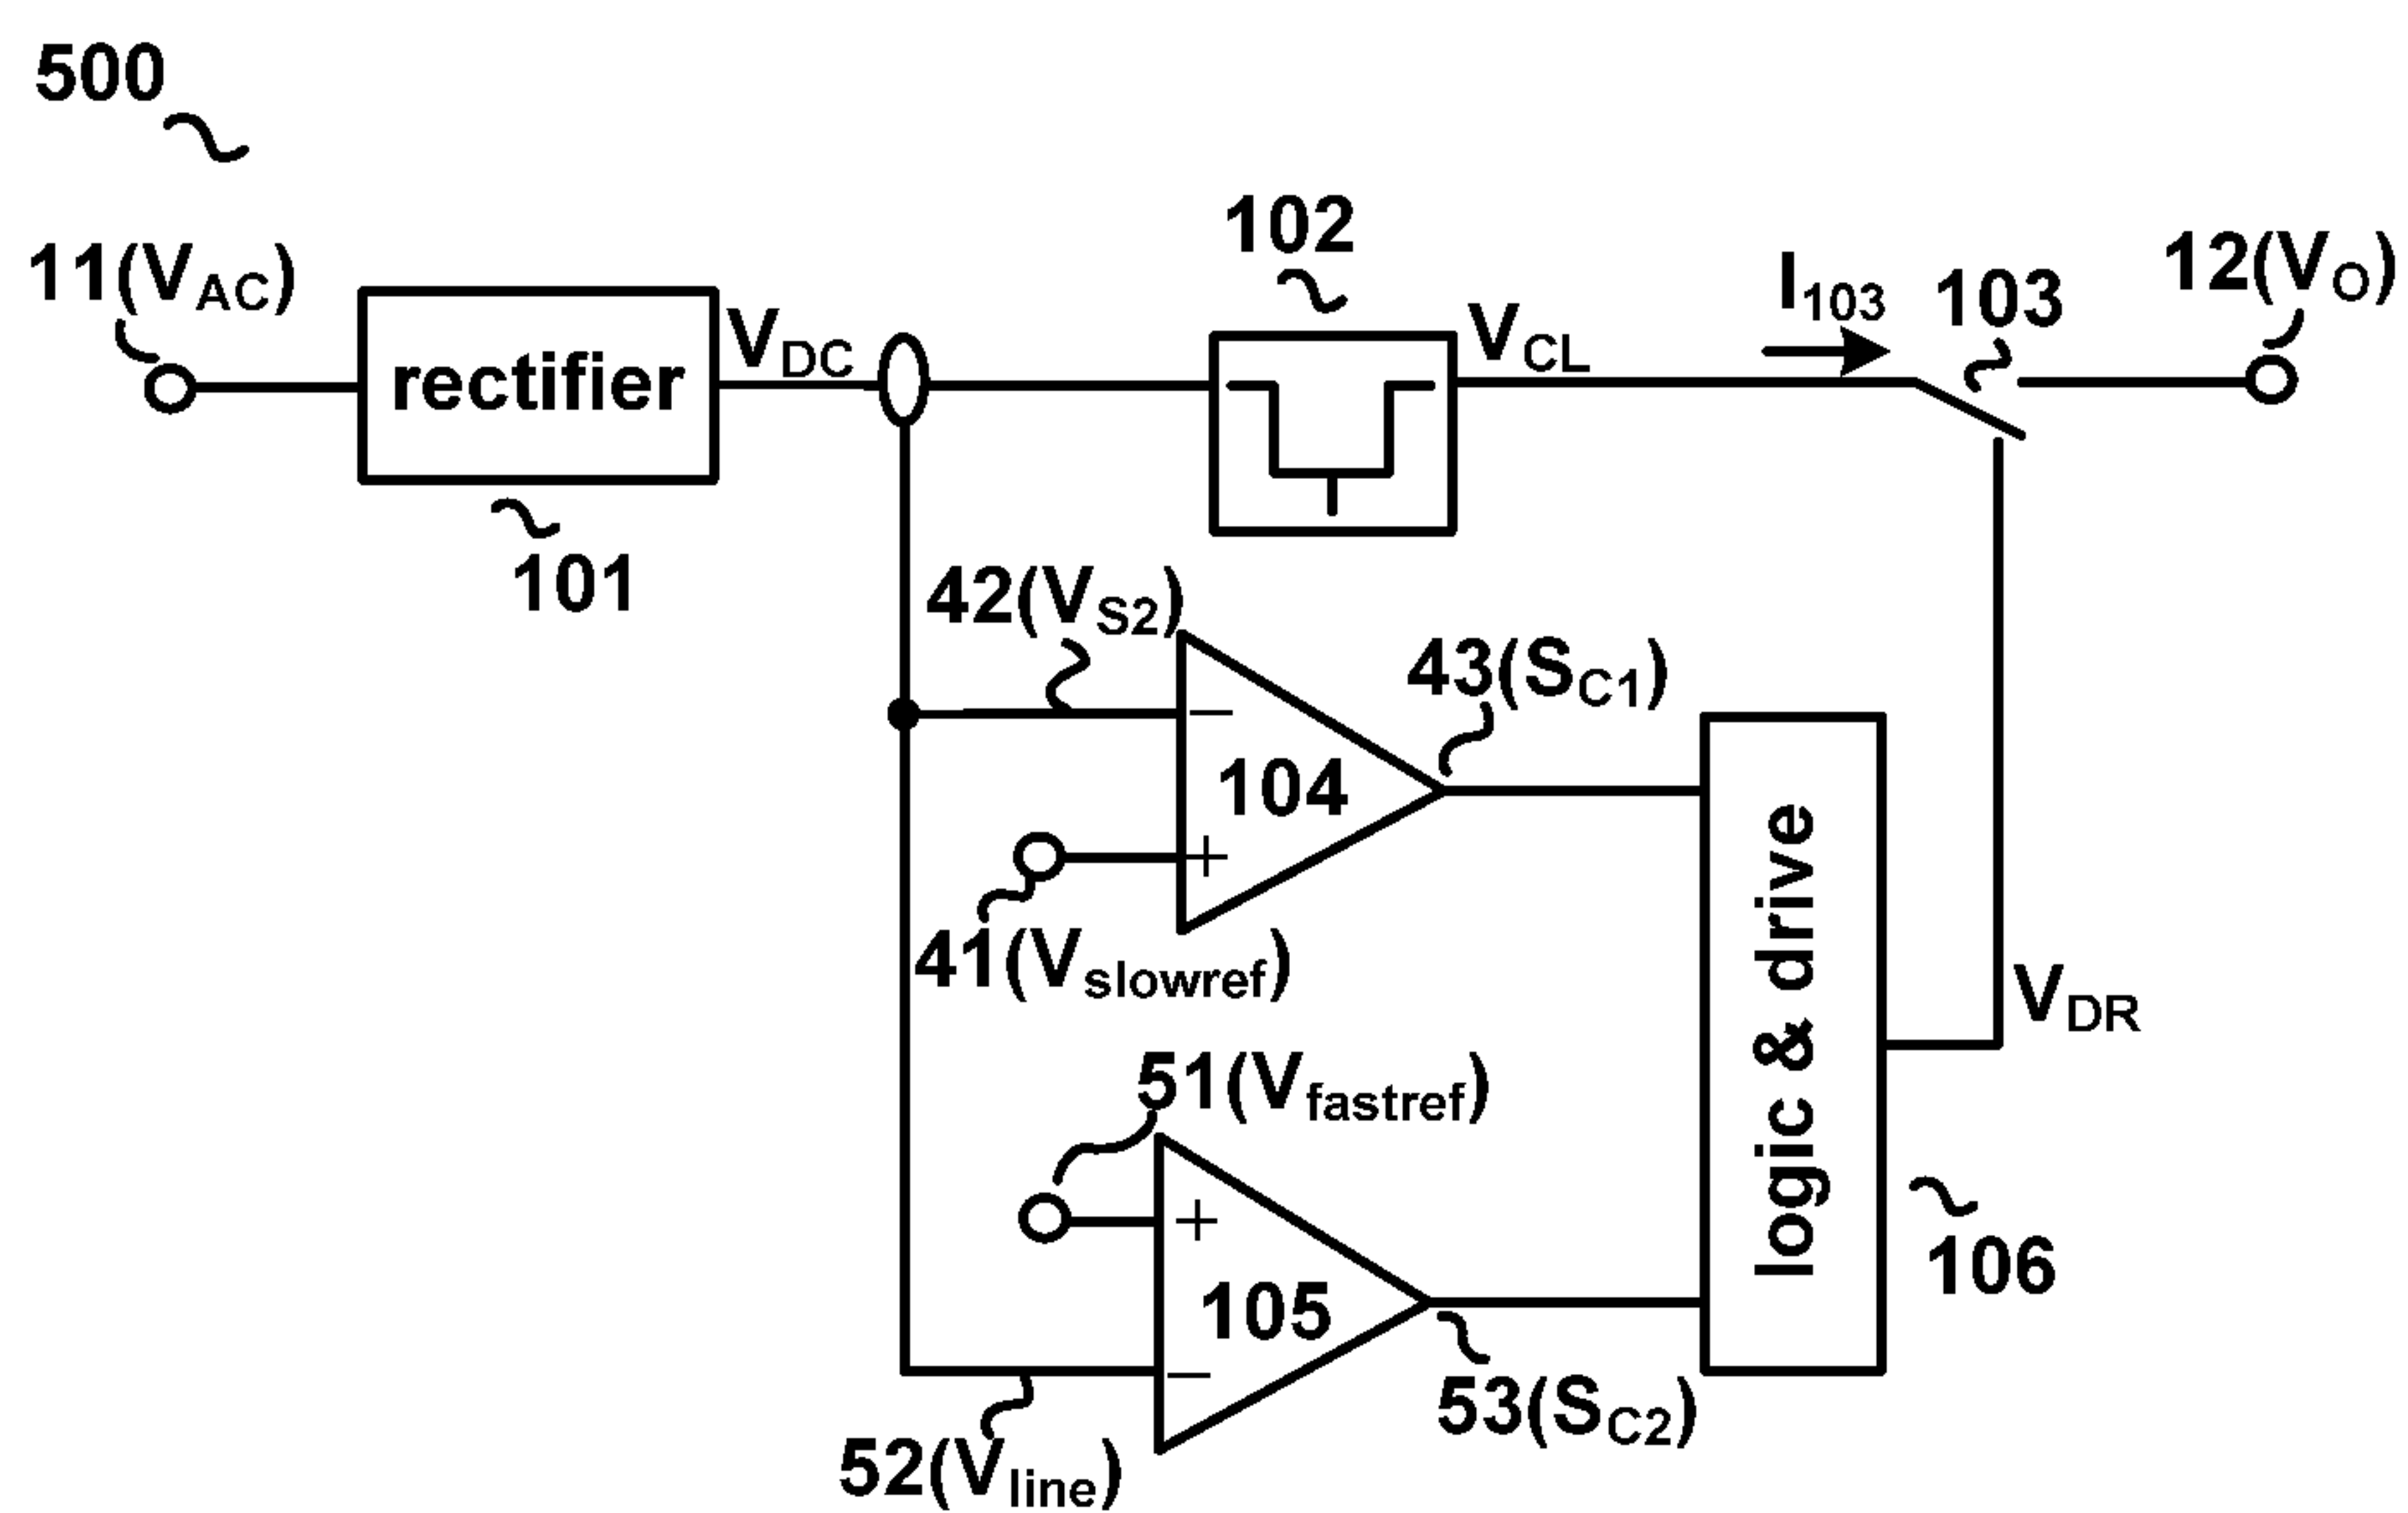 500
11(VAC)
rectifier
101
VDC
102
VCL
I103
103
12(VO)
42(VS2)
−
104
+
43(SC1)
41(Vslowref)
51(Vfastref)
+
105
−
52(Vline)
53(SC2)
logic & drive
VDR
106